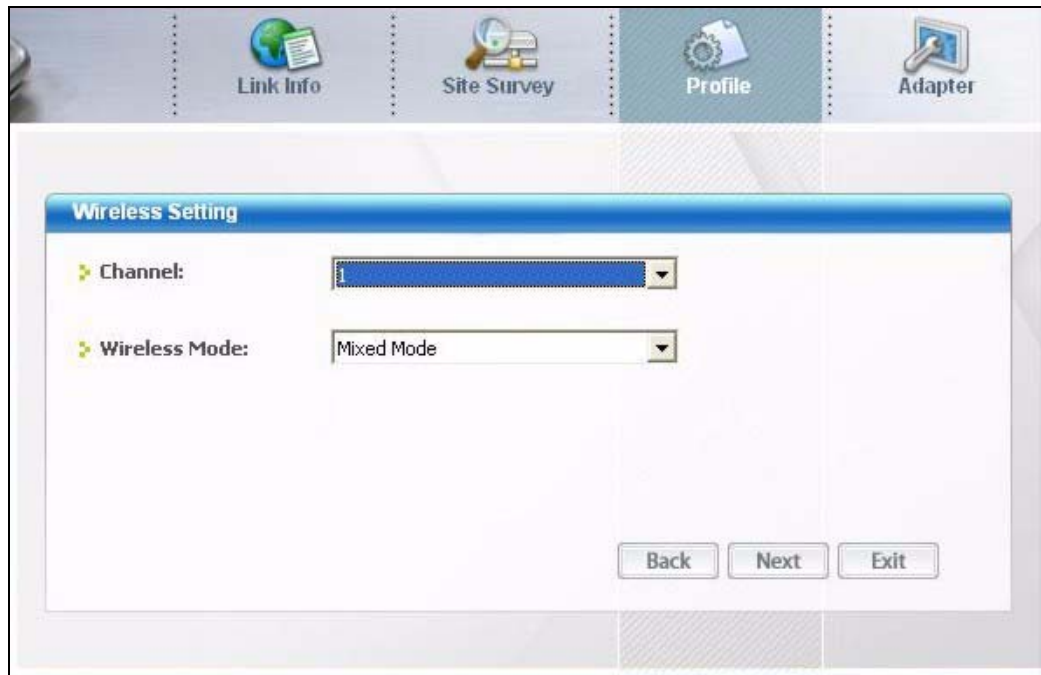 Link Info
Site Survey
Profile
Adapter
Wireless Setting
Channel:
1
Wireless Mode:
Mixed Mode
Back
Next
Exit